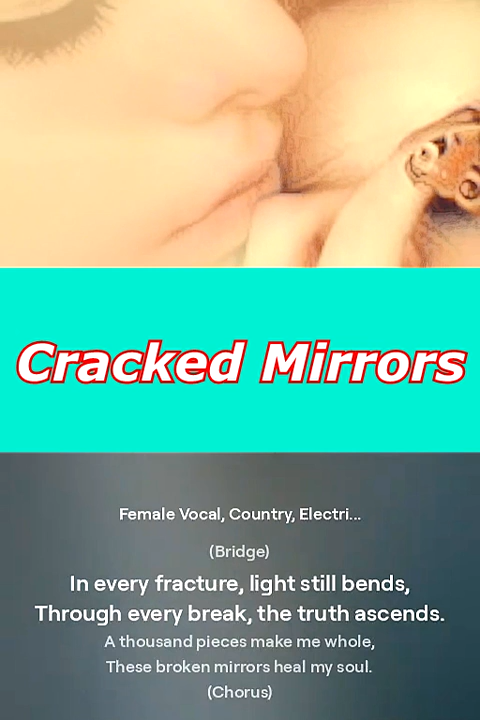 Cracked Mirrors
Female Vocal, Country, Electri...
(Bridge)
In every fracture, light still bends,
Through every break, the truth ascends.
A thousand pieces make me whole,
These broken mirrors heal my soul.
(Chorus)